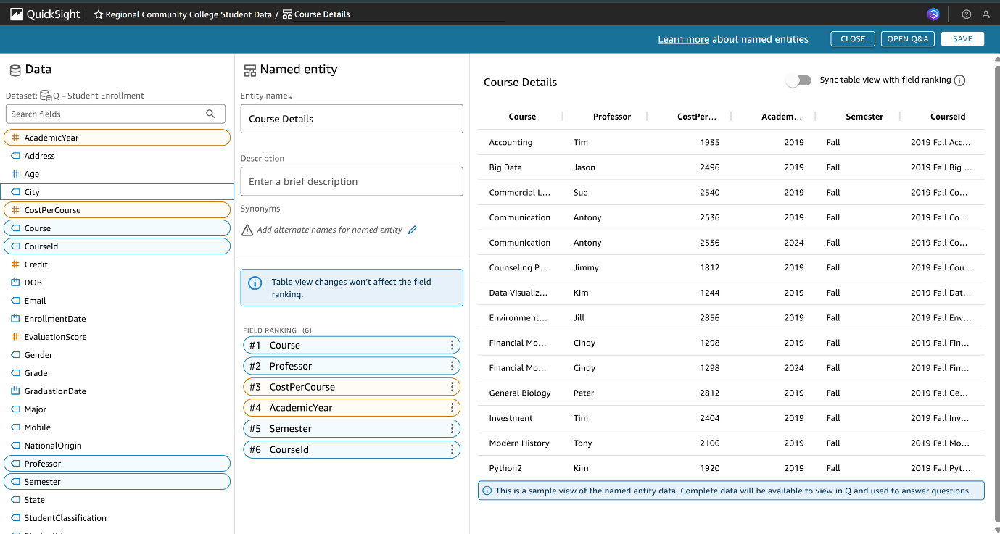 QuickSight
Regional Community College Student Data / Course Details
Learn more about named entities
CLOSE
OPEN Q&A
SAVE
Data
Dataset: Q - Student Enrollment
Search fields
AcademicYear
Address
Age
City
CostPerCourse
Course
CourseId
Credit
DOB
Email
EnrollmentDate
EvaluationScore
Gender
Grade
GraduationDate
Major
Mobile
NationalOrigin
Professor
Semester
State
StudentClassification
Named entity
Entity name
Course Details
Description
Enter a brief description
Synonyms
Add alternate names for named entity
Table view changes won't affect the field
ranking.
FIELD RANKING (6)
#1 Course
#2 Professor
#3 CostPerCourse
#4 AcademicYear
#5 Semester
#6 CourseId
Course Details
Sync table view with field ranking
Course Professor CostPer... Academ... Semester CourseId
Accounting Tim 1935 2019 Fall 2019 Fall Acc...
Big Data Jason 2496 2019 Fall 2019 Fall Big ...
Commercial L... Sue 2540 2019 Fall 2019 Fall Co...
Communication Antony 2536 2019 Fall 2019 Fall Co...
Communication Antony 2536 2024 Fall 2019 Fall Co...
Counseling P... Jimmy 1812 2019 Fall 2019 Fall Cou...
Data Visualiz... Kim 1244 2019 Fall 2019 Fall Dat...
Environment... Jill 2856 2019 Fall 2019 Fall Env...
Financial Mo... Cindy 1298 2019 Fall 2019 Fall Fin...
Financial Mo... Cindy 1298 2024 Fall 2019 Fall Fin...
General Biology Peter 2812 2019 Fall 2019 Fall Ge...
Investment Tim 2404 2019 Fall 2019 Fall Inv...
Modern History Tony 2106 2019 Fall 2019 Fall Mo...
Python2 Kim 1920 2019 Fall 2019 Fall Pyt...
This is a sample view of the named entity data. Complete data will be available to view in Q and used to answer questions.